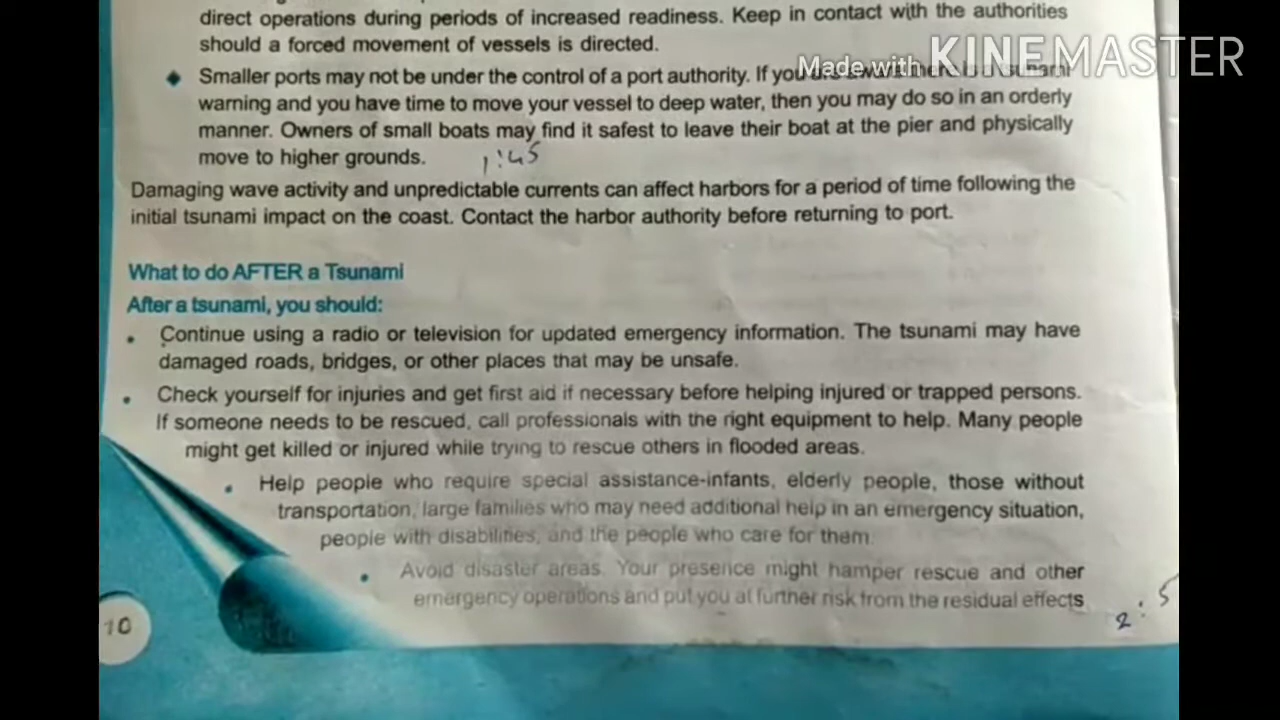 direct operations during periods of increased readiness. Keep in contact with the authorities
should a forced movement of vessels is directed.
Made with KINEMASTER
◆ Smaller ports may not be under the control of a port authority. If you
warning and you have time to move your vessel to deep water, then you may do so in an orderly
manner. Owners of small boats may find it safest to leave their boat at the pier and physically
move to higher grounds.
1:45
Damaging wave activity and unpredictable currents can affect harbors for a period of time following the
initial tsunami impact on the coast. Contact the harbor authority before returning to port.
What to do AFTER a Tsunami
After a tsunami, you should:
• Continue using a radio or television for updated emergency information. The tsunami may have
damaged roads, bridges, or other places that may be unsafe.
• Check yourself for injuries and get first aid if necessary before helping injured or trapped persons.
If someone needs to be rescued, call professionals with the right equipment to help. Many people
might get killed or injured while trying to rescue others in flooded areas.
• Help people who require special assistance-infants, elderly people, those without
transportation, large families who may need additional help in an emergency situation,
people with disabilities, and the people who care for them.
• Avoid disaster areas. Your presence might hamper rescue and other
emergency operations and put you at further risk from the residual effects
2:5
10